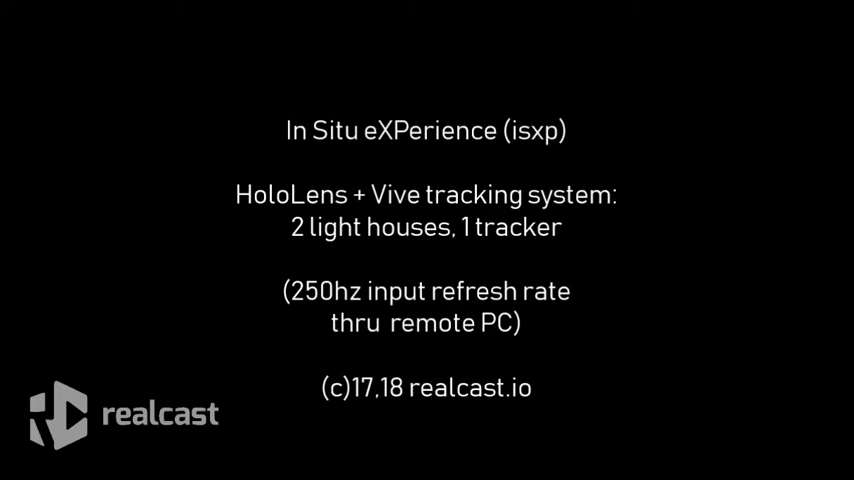 In Situ eXPerience (isxp)
HoloLens + Vive tracking system:
2 light houses, 1 tracker
(250hz input refresh rate
thru remote PC)
(c)17,18 realcast.io
realcast